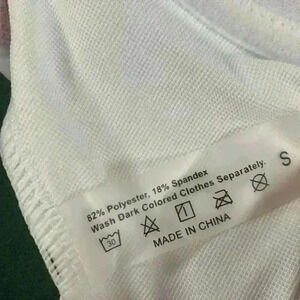 82% Polyester, 18% Spandex
Wash Dark Colored Clothes Separately.
S
30
MADE IN CHINA